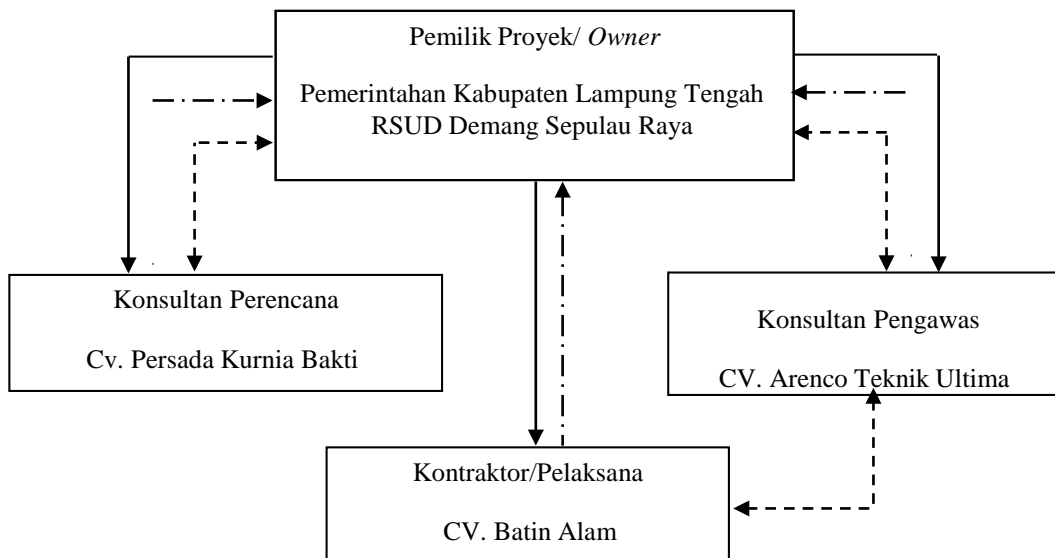 Pemilik Proyek/ Owner
Pemerintahan Kabupaten Lampung Tengah
RSUD Demang Sepulau Raya
Konsultan Perencana
Cv. Persada Kurnia Bakti
Konsultan Pengawas
CV. Arenco Teknik Ultima
Kontraktor/Pelaksana
CV. Batin Alam